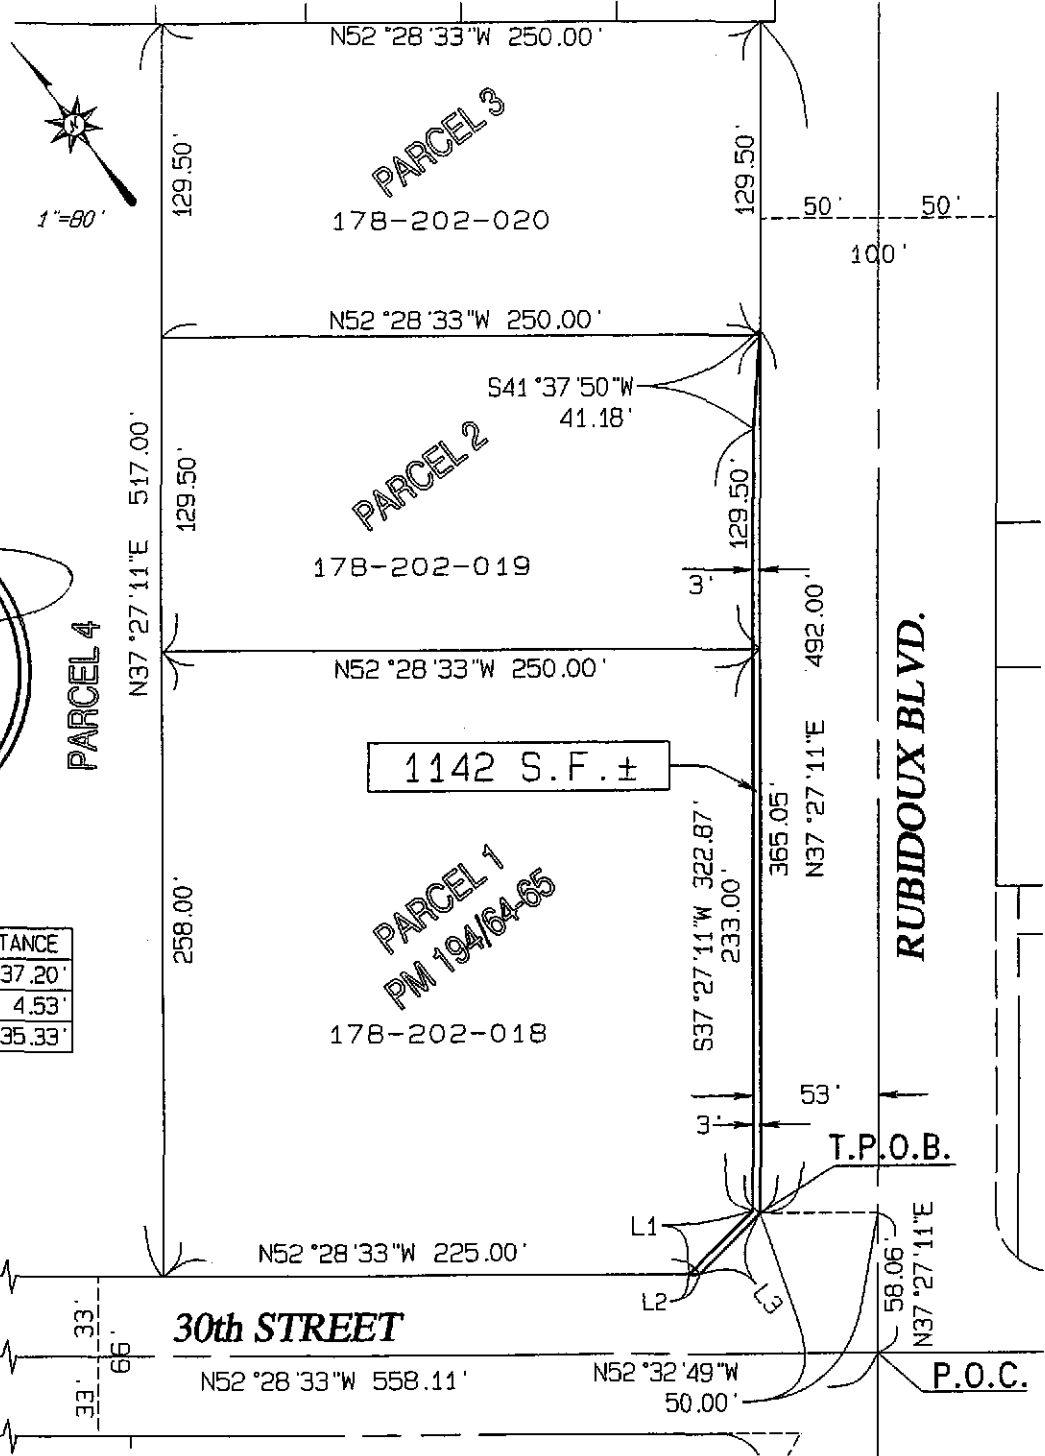 N52°28'33"W 250.00'
PARCEL 3
178-202-020
129.50'
129.50'
1"=80'
50'
50'
100'
N52°28'33"W 250.00'
S41°37'50"W
41.18'
PARCEL 2
178-202-019
N37°27'11"E 517.00'
129.50'
129.50'
3'
PARCEL 4
N52°28'33"W 250.00'
1142 S.F.±
N37°27'11"E 492.00'
365.05'
S37°27'11"W 322.87'
233.00'
RUBIDOUX BLVD.
PARCEL 1
PM 194/64-65
178-202-018
258.00'
TANCE
37.20'
4.53'
35.33'
53'
3'
T.P.O.B.
L1
L2
L3
N52°28'33"W 225.00'
58.06'
N37°27'11"E
30th STREET
33'
66'
33'
N52°28'33"W 558.11'
N52°32'49"W
50.00'
P.O.C.